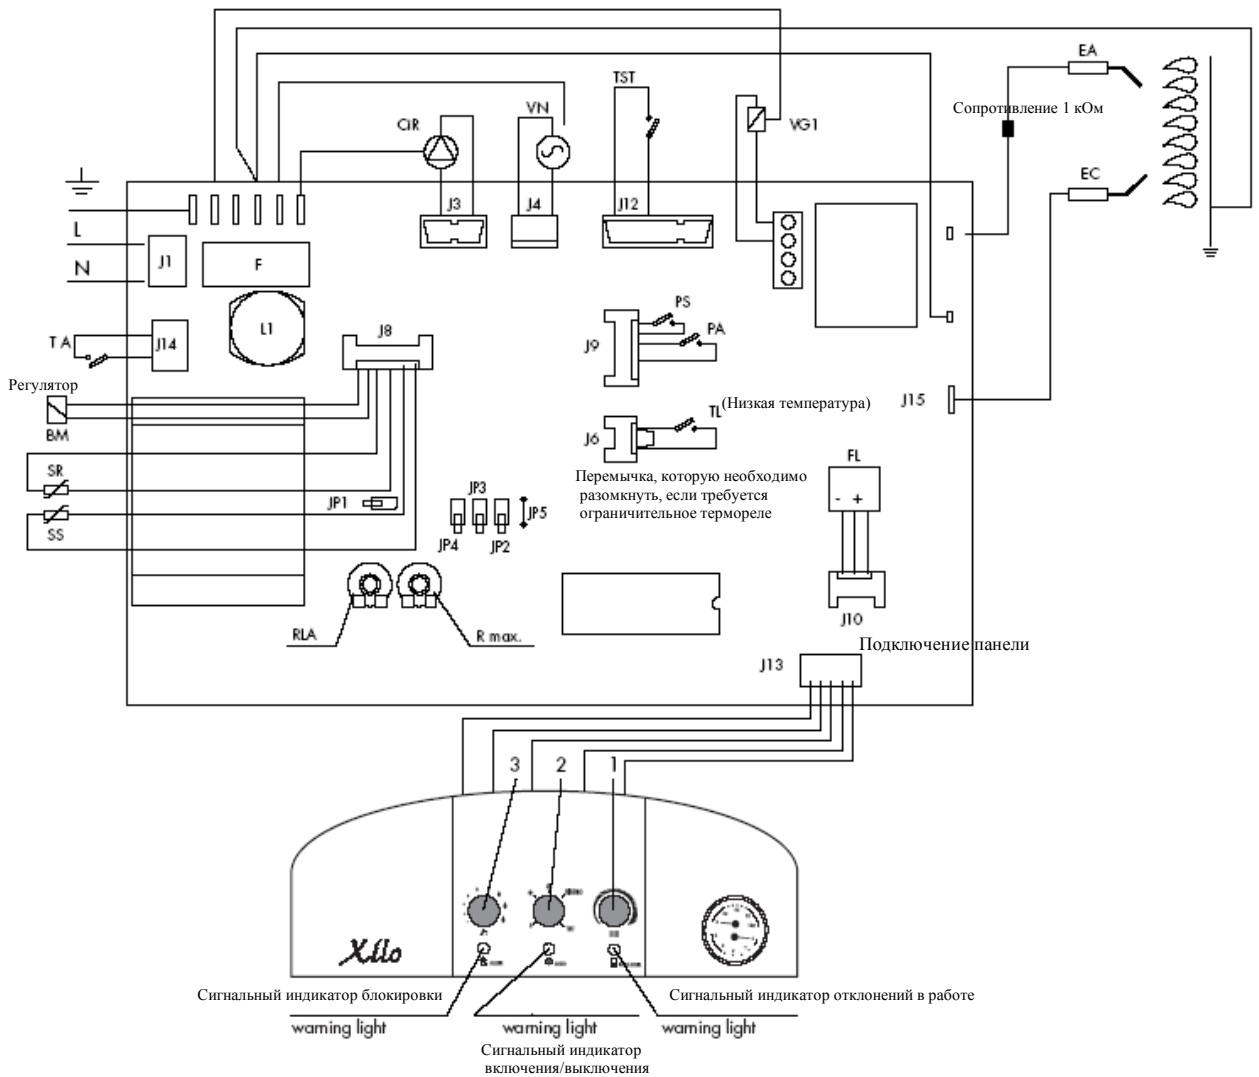 EA
TST
Сопротивление 1 кОм
VN
CIR
VG1
EC
J3
J4
J12
L
N
J1
F
L1
PS
PA
J8
J9
T A
J14
Регулятор
BM
TL
(Низкая температура)
J15
J6
SR
FL
Перемычка, которую необходимо
разомкнуть, если требуется
ограничительное термореле
- +
JP3
JP1
JP5
SS
JP4
JP2
RLA
R max.
J10
Подключение панели
J13
3
2
1
Xilo
Сигнальный индикатор блокировки
Сигнальный индикатор отклонений в работе
warning light
warning light
warning light
Сигнальный индикатор
включения/выключения